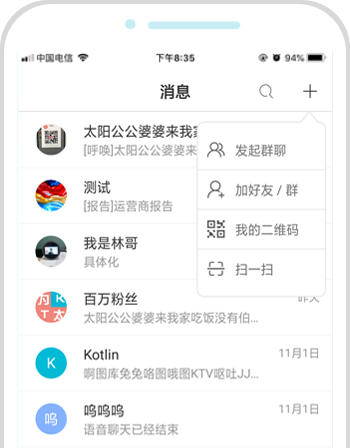 中国电信
下午8:35
94%
消息
太阳公公婆婆来我家
[呼唤]太阳公公婆婆来
测试
[报告]运营商报告
我是林哥
具体化
百万粉丝
昨天
太阳公公婆婆来我家吃饭没有伯...
Kotlin
11月1日
啊图库兔兔咯图哦图KTV呕吐JJ...
呜呜呜
11月1日
语音聊天已经结束
发起群聊
加好友 / 群
我的二维码
扫一扫
K
呜